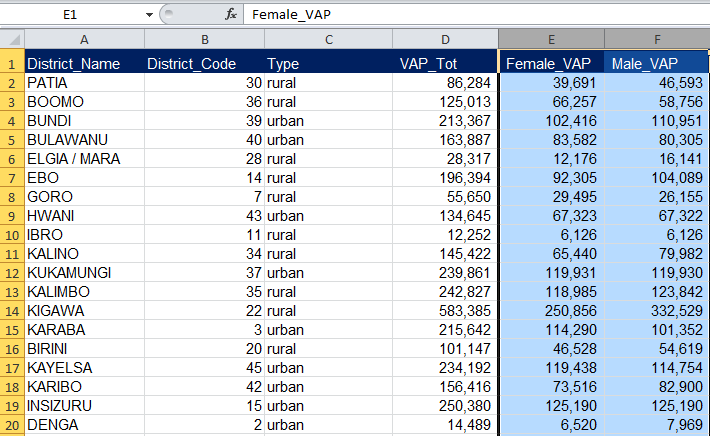 E1 fx Female_VAP
A B C D E F
1 District_Name District_Code Type VAP_Tot Female_VAP Male_VAP
2 PATIA 30 rural 86,284 39,691 46,593
3 BOOMO 36 rural 125,013 66,257 58,756
4 BUNDI 39 urban 213,367 102,416 110,951
5 BULAWANU 40 urban 163,887 83,582 80,305
6 ELGIA / MARA 28 rural 28,317 12,176 16,141
7 EBO 14 rural 196,394 92,305 104,089
8 GORO 7 rural 55,650 29,495 26,155
9 HWANI 43 urban 134,645 67,323 67,322
10 IBRO 11 rural 12,252 6,126 6,126
11 KALINO 34 rural 145,422 65,440 79,982
12 KUKAMUNGI 37 urban 239,861 119,931 119,930
13 KALIMBO 35 rural 242,827 118,985 123,842
14 KIGAWA 22 rural 583,385 250,856 332,529
15 KARABA 3 urban 215,642 114,290 101,352
16 BIRINI 20 rural 101,147 46,528 54,619
17 KAYELSA 45 urban 234,192 119,438 114,754
18 KARIBO 42 urban 156,416 73,516 82,900
19 INSIZURU 15 urban 250,380 125,190 125,190
20 DENGA 2 urban 14,489 6,520 7,969